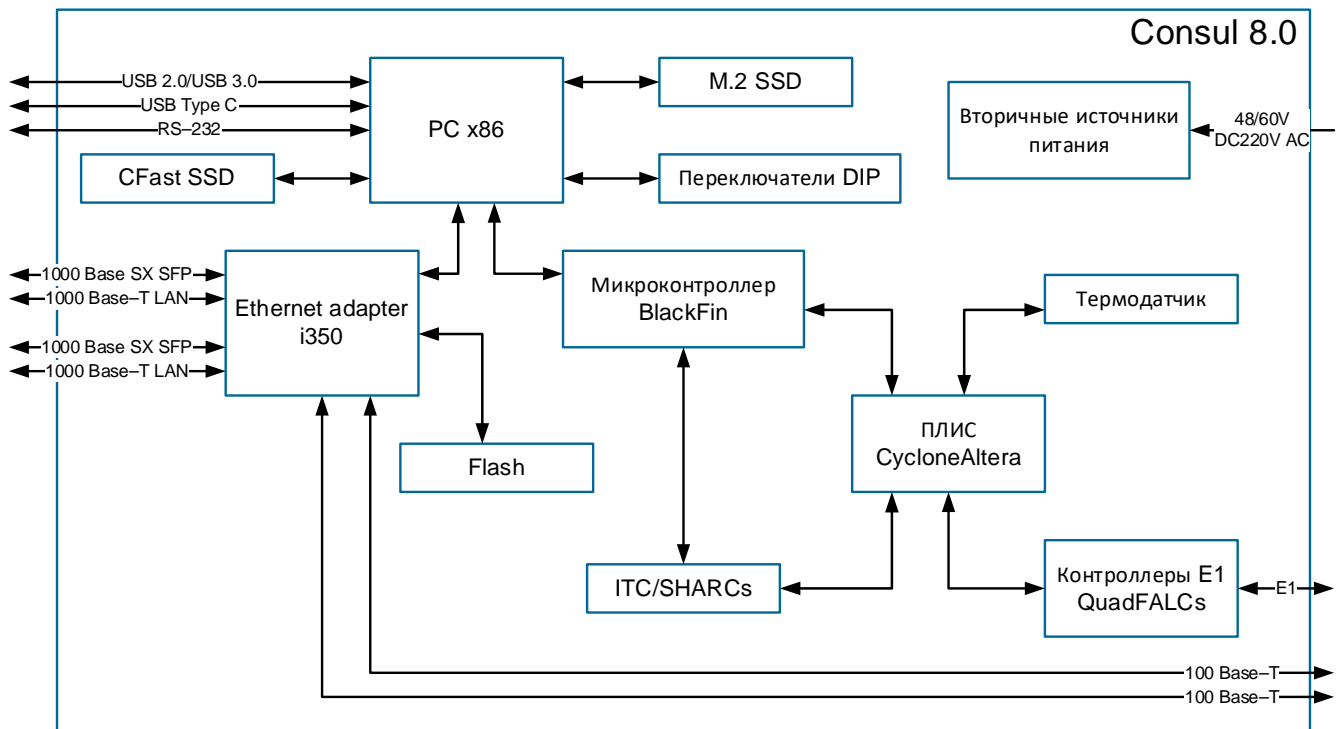 Consul 8.0
USB 2.0/USB 3.0
USB Type C
RS–232
PC x86
M.2 SSD
Вторичные источники
питания
48/60V
DC220V AC
CFast SSD
Переключатели DIP
1000 Base SX SFP
1000 Base–T LAN
1000 Base SX SFP
1000 Base–T LAN
Ethernet adapter
i350
Микроконтроллер
BlackFin
Термодатчик
Flash
ПЛИС
CycloneAltera
ITC/SHARCs
Контроллеры E1
QuadFALCs
E1
100 Base–T
100 Base–T